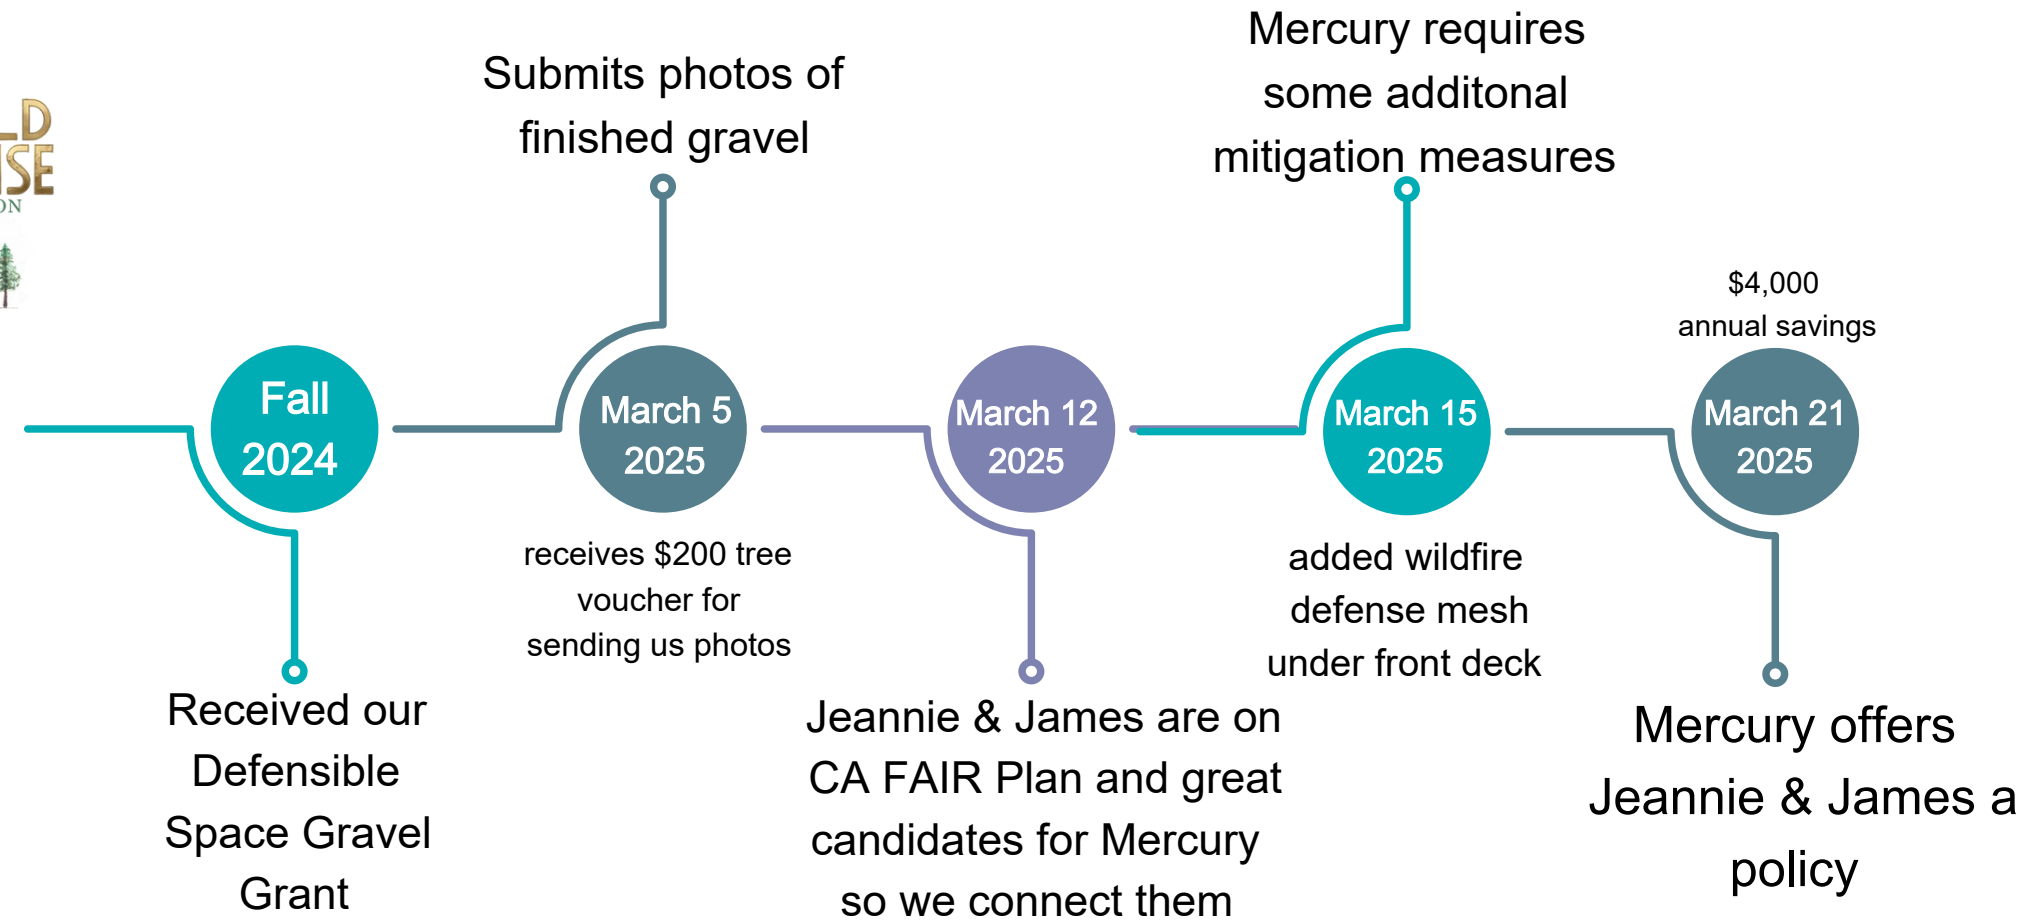 LD
SE
ON
Fall
2024
Received our
Defensible
Space Gravel
Grant
Submits photos of
finished gravel
March 5
2025
receives $200 tree
voucher for
sending us photos
March 12
2025
Jeannie & James are on
CA FAIR Plan and great
candidates for Mercury
so we connect them
Mercury requires
some additonal
mitigation measures
March 15
2025
added wildfire
defense mesh
under front deck
$4,000
annual savings
March 21
2025
Mercury offers
Jeannie & James a
policy